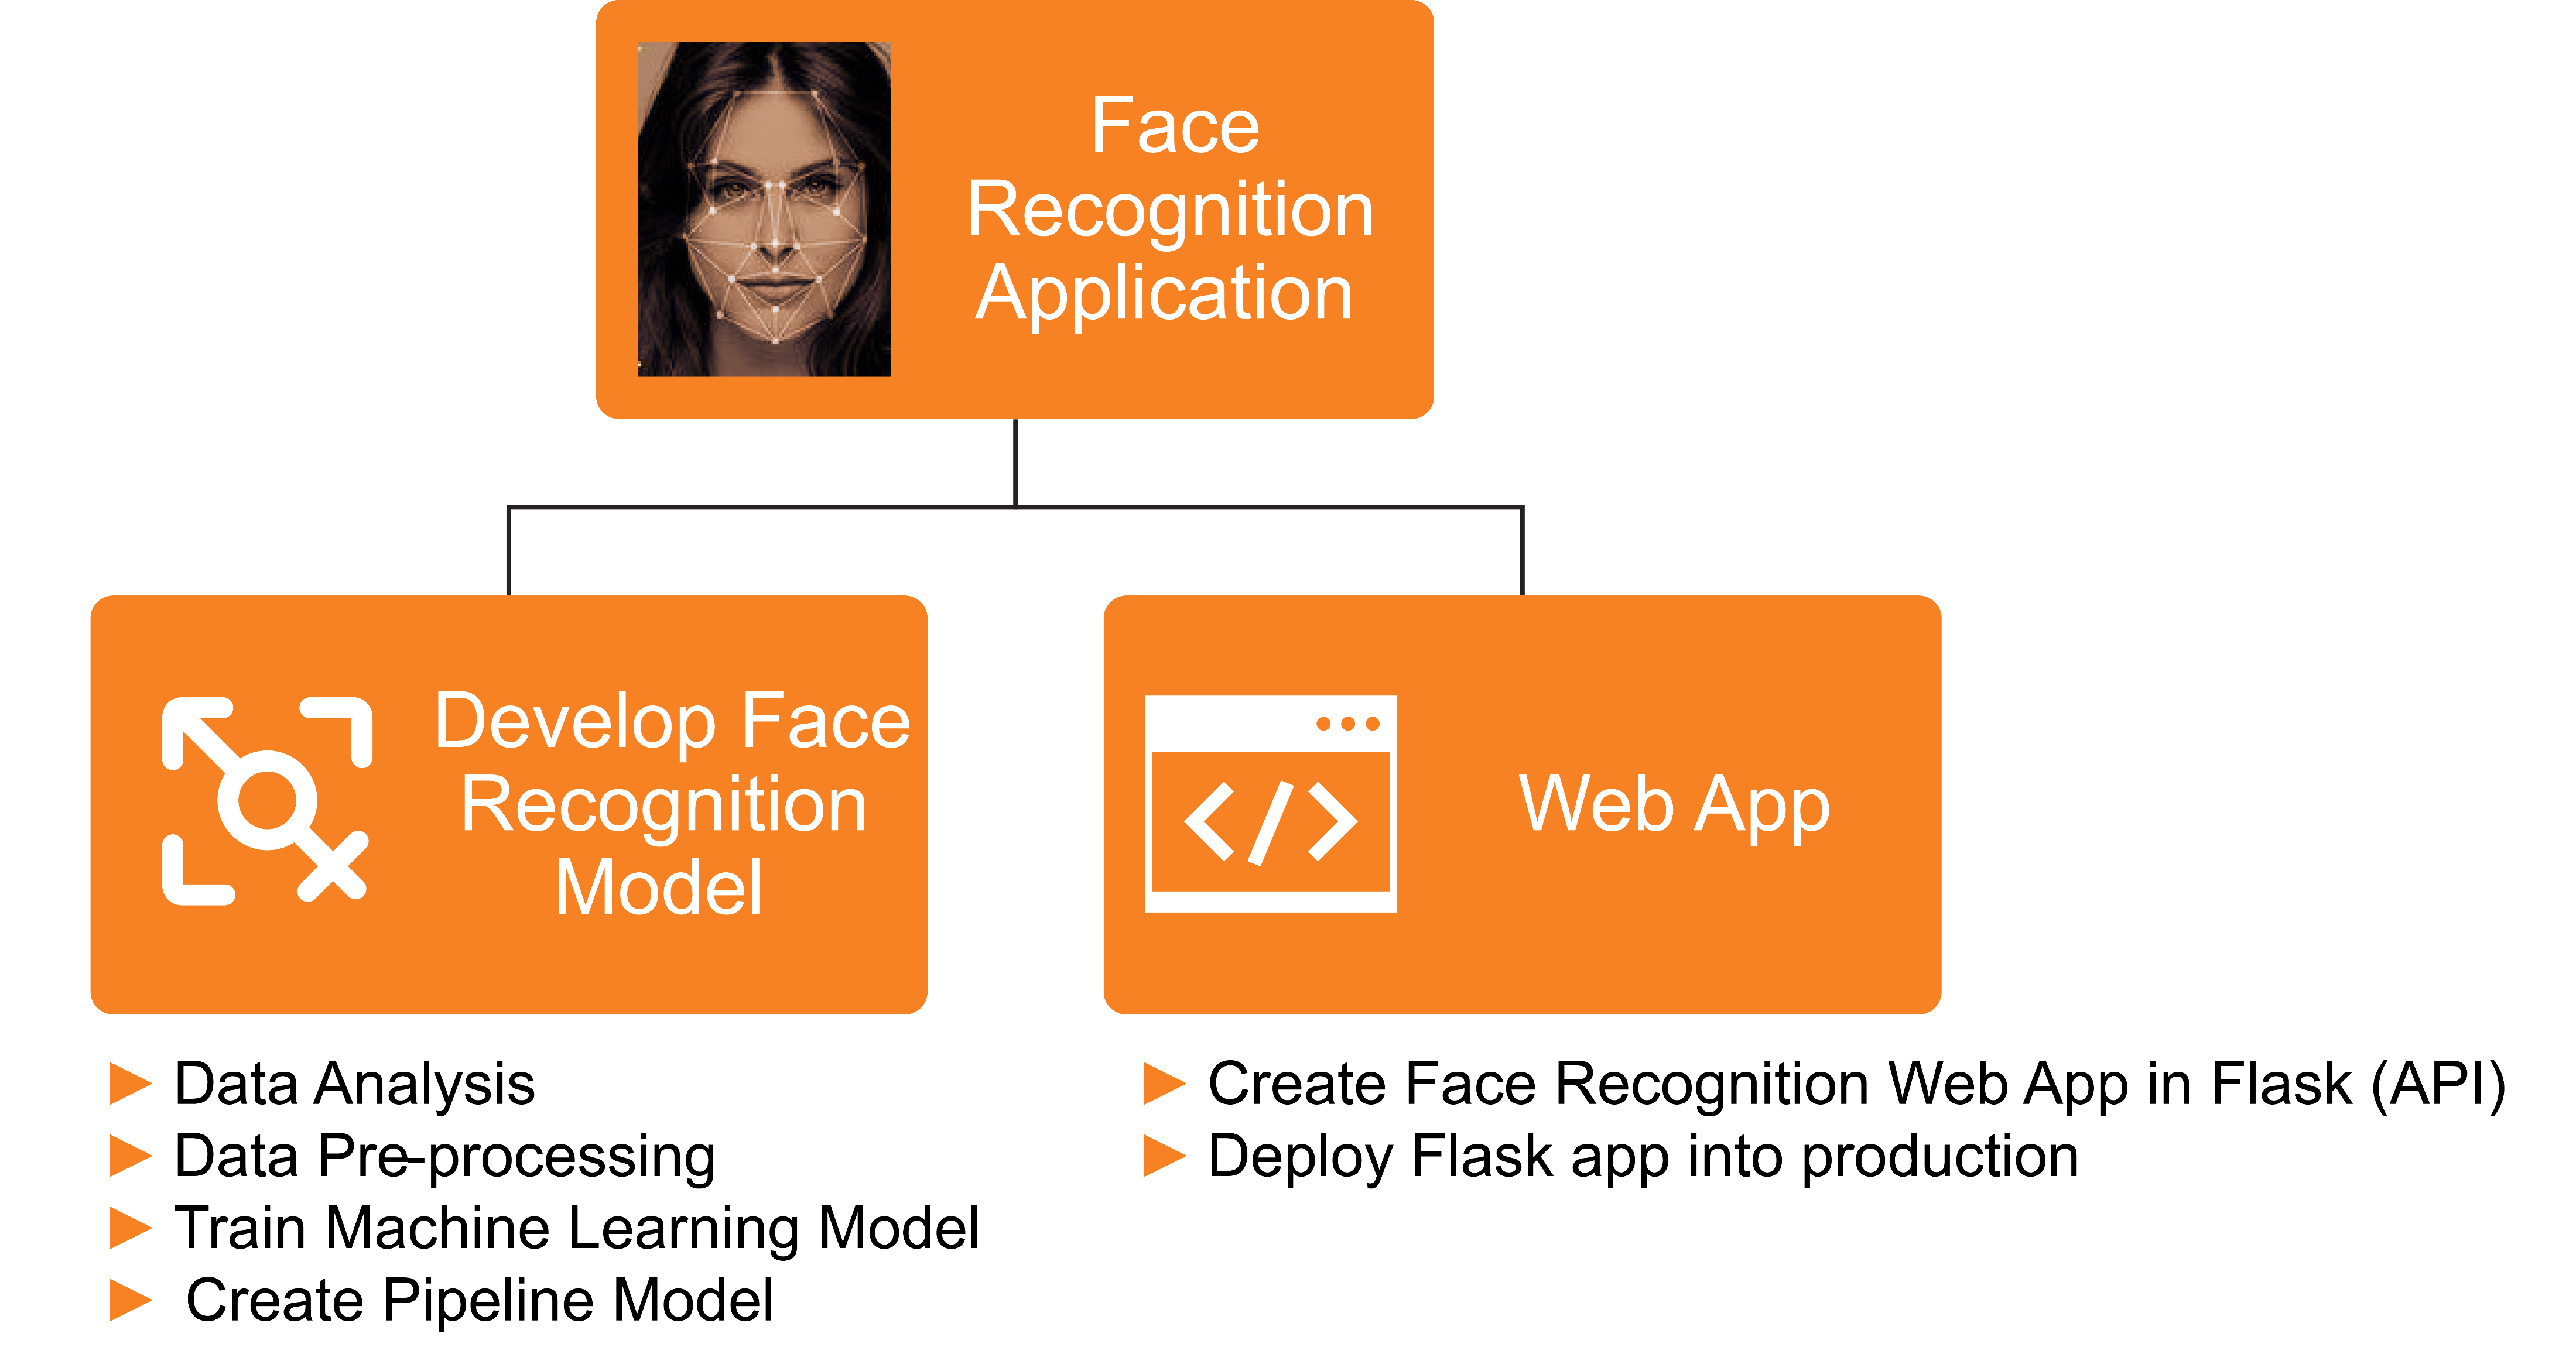 Face
Recognition
Application
Develop Face
Recognition
Model
Web App
Data Analysis
Data Pre-processing
Train Machine Learning Model
Create Pipeline Model
Create Face Recognition Web App in Flask (API)
Deploy Flask app into production